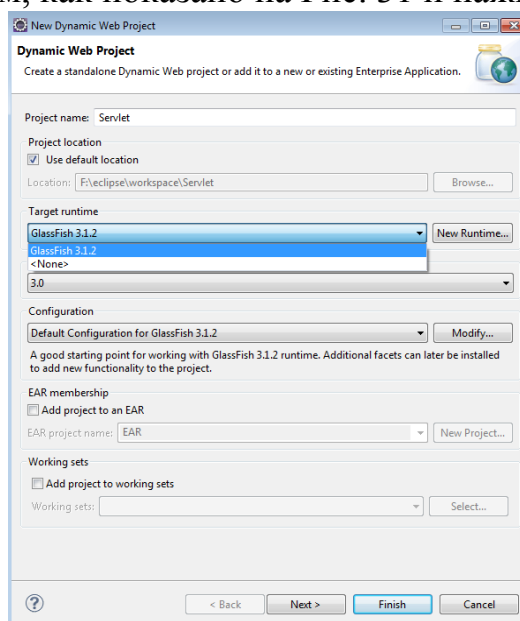 как показано на Рис. 31 и
New Dynamic Web Project
Dynamic Web Project
Create a standalone Dynamic Web project or add it to a new or existing Enterprise Application.
Project name: Servlet
Project location
Use default location
Location: F:\eclipse\workspace\Servlet Browse...
Target runtime
GlassFish 3.1.2 New Runtime...
GlassFish 3.1.2
<None>
3.0
Configuration
Default Configuration for GlassFish 3.1.2 Modify...
A good starting point for working with GlassFish 3.1.2 runtime. Additional facets can later be installed
to add new functionality to the project.
EAR membership
Add project to an EAR
EAR project name: EAR New Project...
Working sets
Add project to working sets
Working sets: Select...
? < Back Next > Finish Cancel